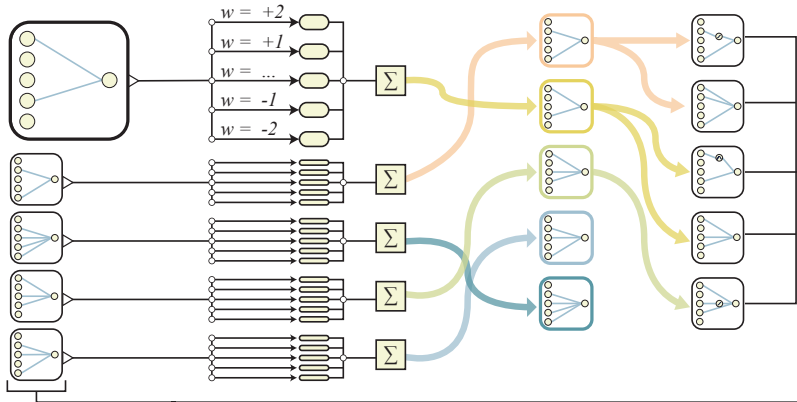 w = +2
w = +1
w = ...
w = -1
w = -2
Σ
Σ
Σ
Σ
Σ